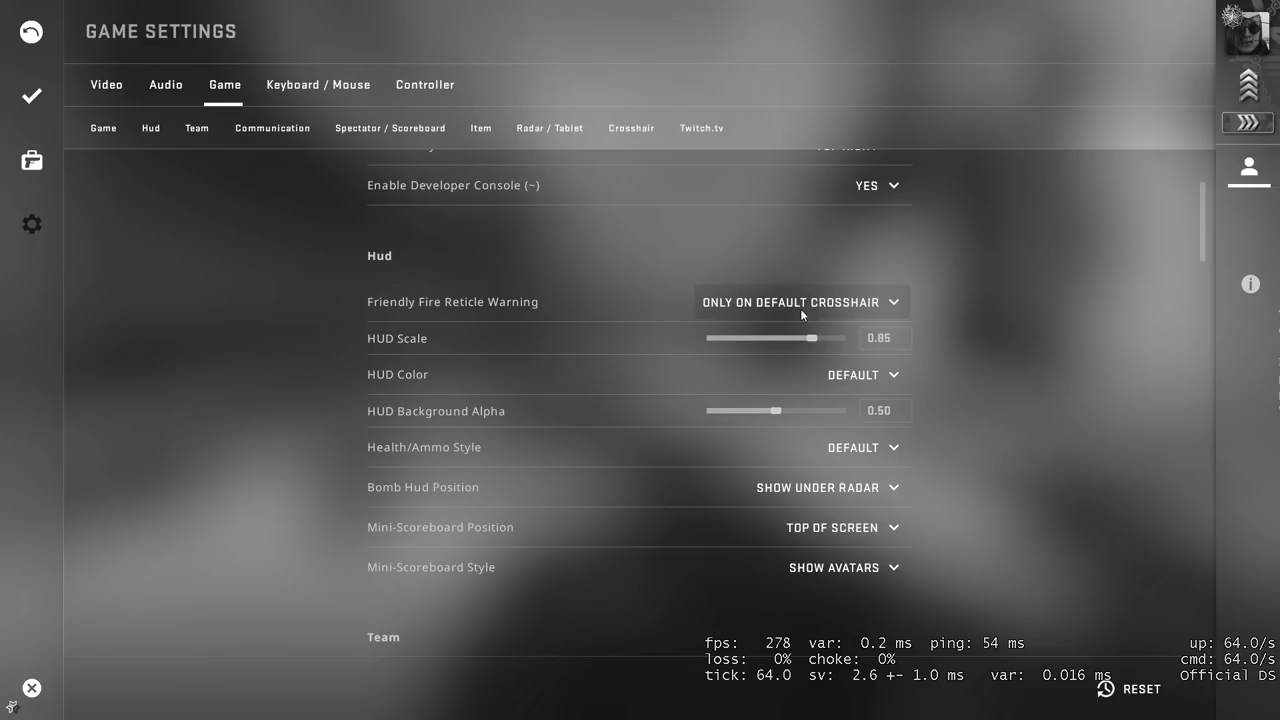 GAME SETTINGS
Video Audio Game Keyboard / Mouse Controller
Game Hud Team Communication Spectator / Scoreboard Item Radar / Tablet Crosshair Twitch.tv
Enable Developer Console (~) YES
Hud
Friendly Fire Reticle Warning ONLY ON DEFAULT CROSSHAIR
HUD Scale 0.85
HUD Color DEFAULT
HUD Background Alpha 0.50
Health/Ammo Style DEFAULT
Bomb Hud Position SHOW UNDER RADAR
Mini-Scoreboard Position TOP OF SCREEN
Mini-Scoreboard Style SHOW AVATARS
Team
fps: 278 var: 0.2 ms ping: 54 ms up: 64.0/s
loss: 0% choke: 0% cmd: 64.0/s
tick: 64.0 sv: 2.6 +- 1.0 ms var: 0.016 ms Official DS
RESET